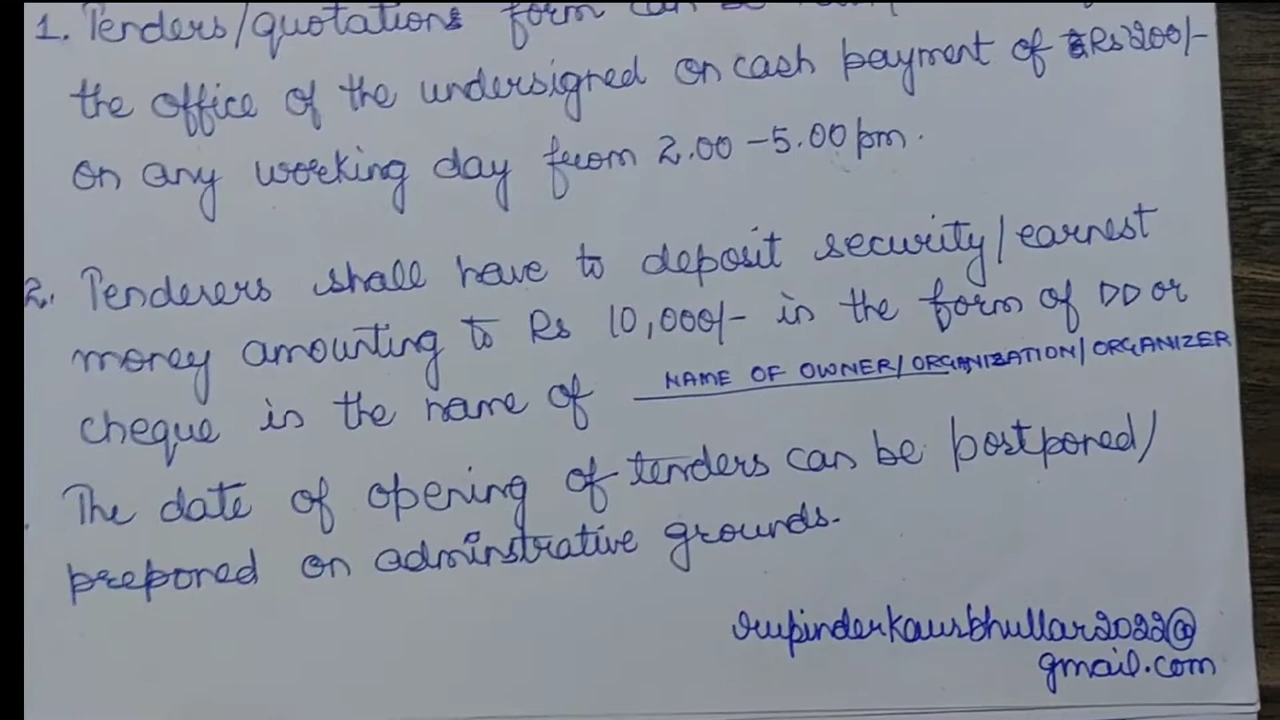 1. Tenders/quotations form can be
the office of the undersigned on cash payment of Rs 200/-
on any working day from 2.00 - 5.00 pm.
2. Tenderers shall have to deposit security/earnest
money amounting to Rs 10,000/- in the form of DD or
cheque in the name of NAME OF OWNER/ORGANIZATION/ORGANIZER
The date of opening of tenders can be postponed/
preponed on adminstrative grounds.
rupinderkaurbhullar2022@
gmail.com